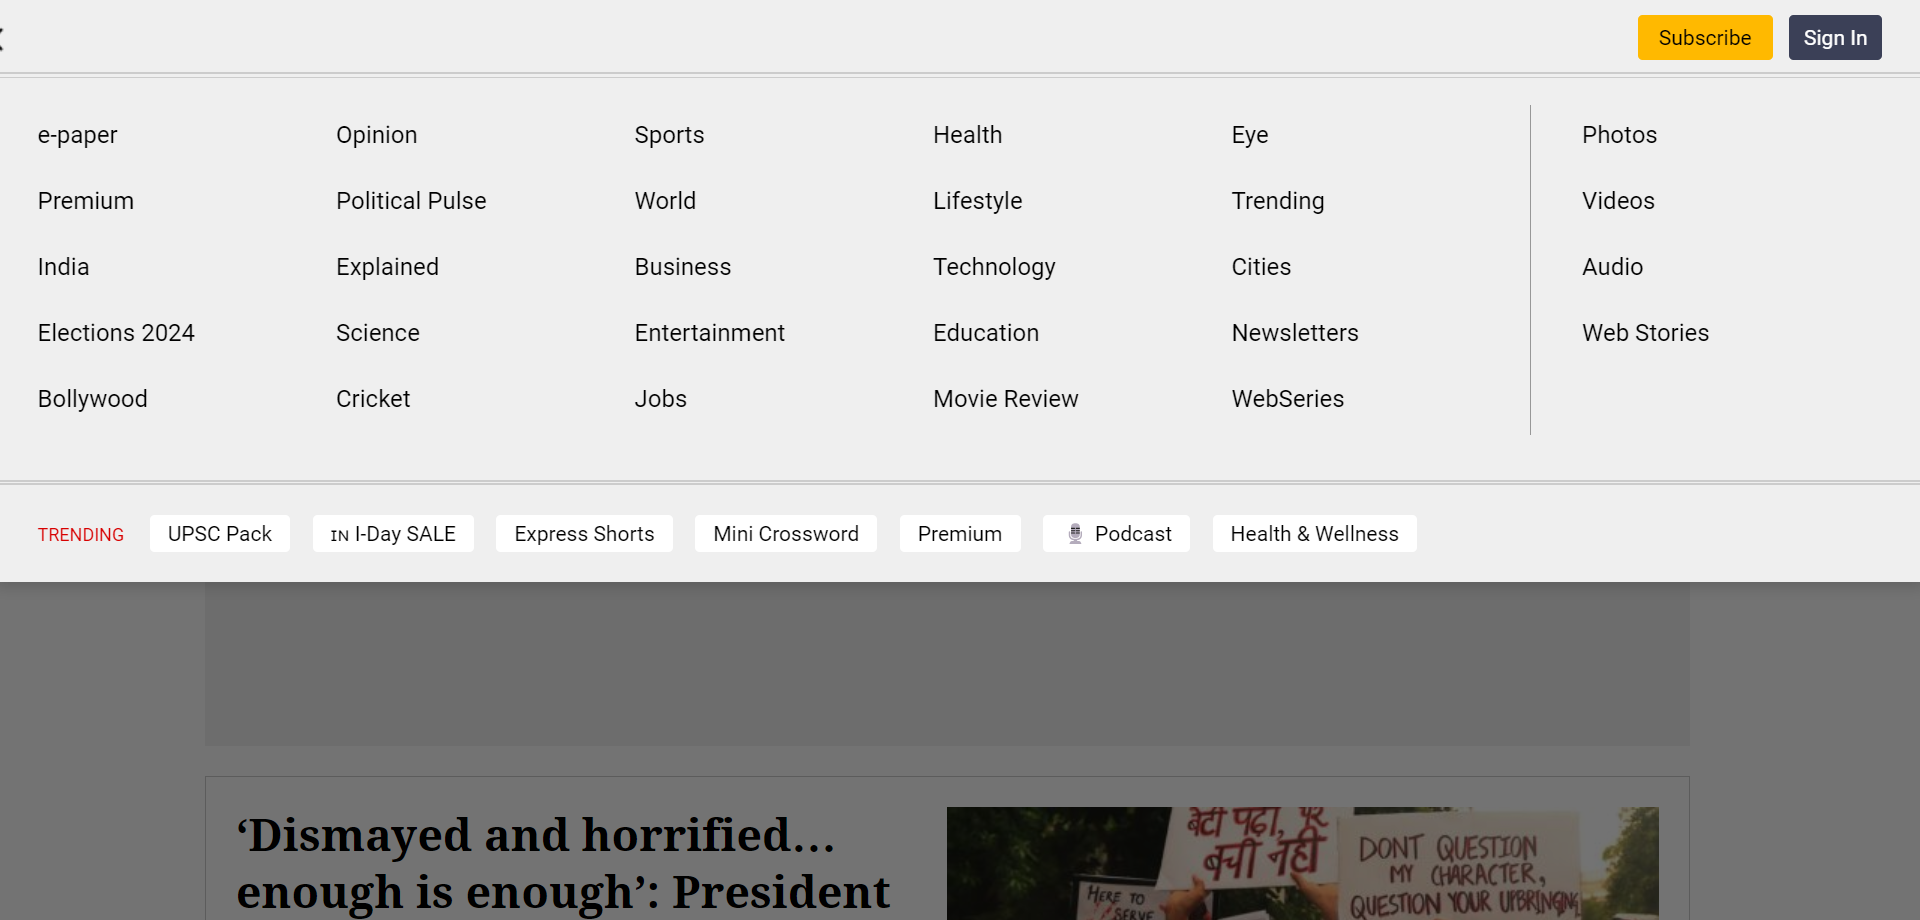 Subscribe
Sign In
e-paper
Opinion
Sports
Health
Eye
Photos
Premium
Political Pulse
World
Lifestyle
Trending
Videos
India
Explained
Business
Technology
Cities
Audio
Elections 2024
Science
Entertainment
Education
Newsletters
Web Stories
Bollywood
Cricket
Jobs
Movie Review
WebSeries
TRENDING
UPSC Pack
IN I-Day SALE
Express Shorts
Mini Crossword
Premium
Podcast
Health & Wellness
‘Dismayed and horrified…
enough is enough’: President
बेटी पढ़ा, पर
बची नहीं
HERE TO
SERVE
DONT QUESTION
MY CHARACTER,
QUESTION YOUR UPBRINGING